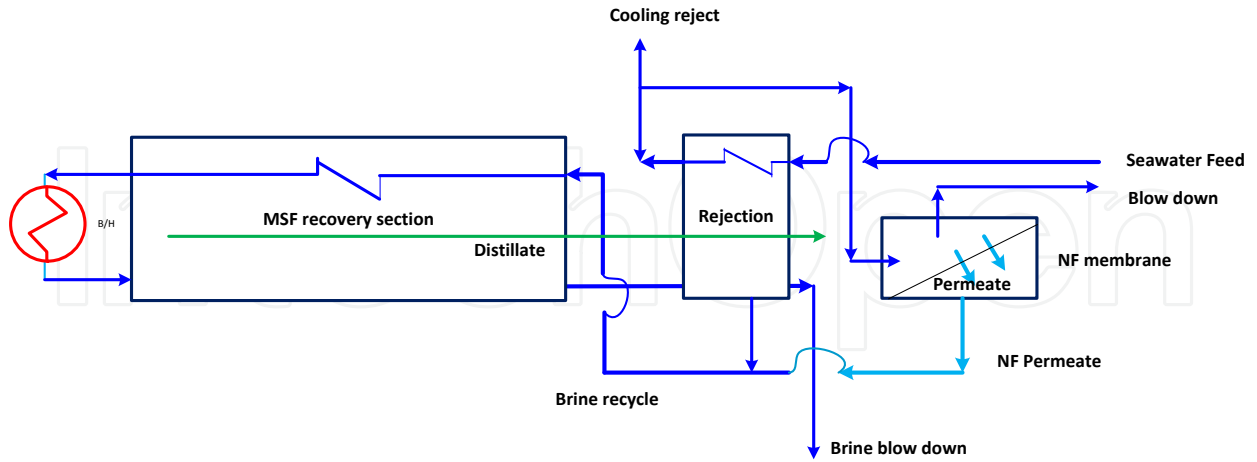 Cooling reject
Seawater Feed
Blow down
B/H
MSF recovery section
Rejection
Distillate
NF membrane
Permeate
NF Permeate
Brine recycle
Brine blow down
IntechOpen